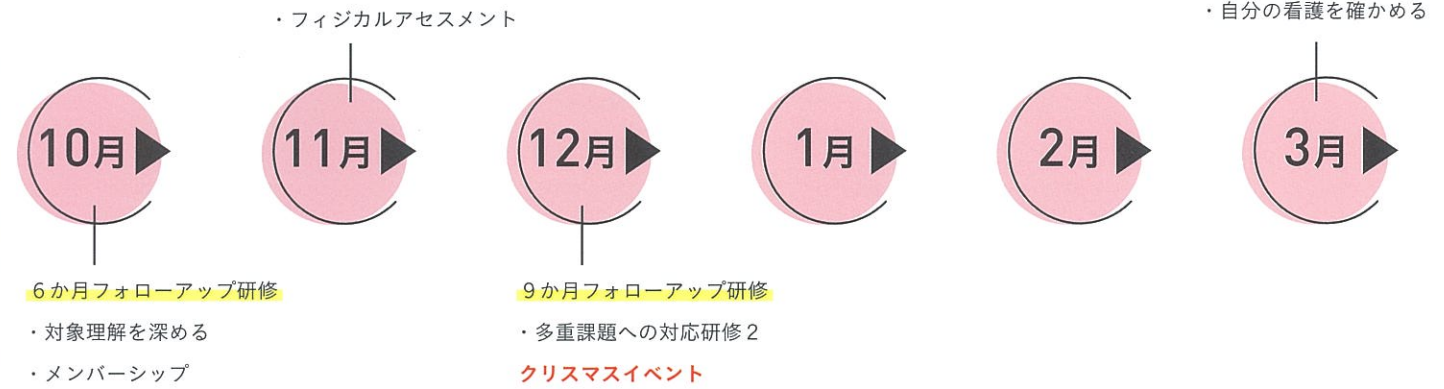 ・フィジカルアセスメント
・自分の看護を確かめる
10月
11月
12月
1月
2月
3月
６か月フォローアップ研修
・対象理解を深める
・メンバーシップ
９か月フォローアップ研修
・多重課題への対応研修２
クリスマスイベント